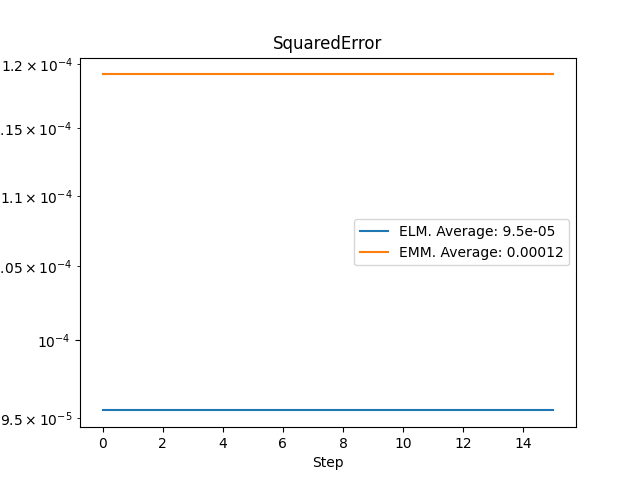 SquaredError
1.2 × 10⁻⁴
.15 × 10⁻⁴
1.1 × 10⁻⁴
.05 × 10⁻⁴
10⁻⁴
9.5 × 10⁻⁵
ELM. Average: 9.5e-05
EMM. Average: 0.00012
0 2 4 6 8 10 12 14
Step